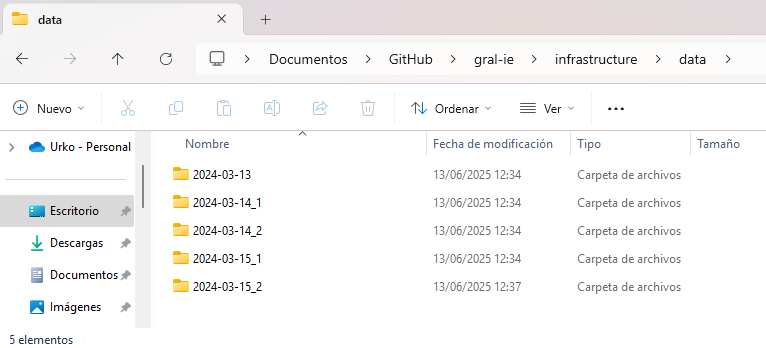 data
Documentos > GitHub > gral-ie > infrastructure > data >
Nuevo Ordenar Ver
Nombre Fecha de modificación Tipo Tamaño
Urko - Personal
Escritorio
Descargas
Documentos
Imágenes
2024-03-13 13/06/2025 12:34 Carpeta de archivos
2024-03-14_1 13/06/2025 12:34 Carpeta de archivos
2024-03-14_2 13/06/2025 12:34 Carpeta de archivos
2024-03-15_1 13/06/2025 12:34 Carpeta de archivos
2024-03-15_2 13/06/2025 12:37 Carpeta de archivos
5 elementos